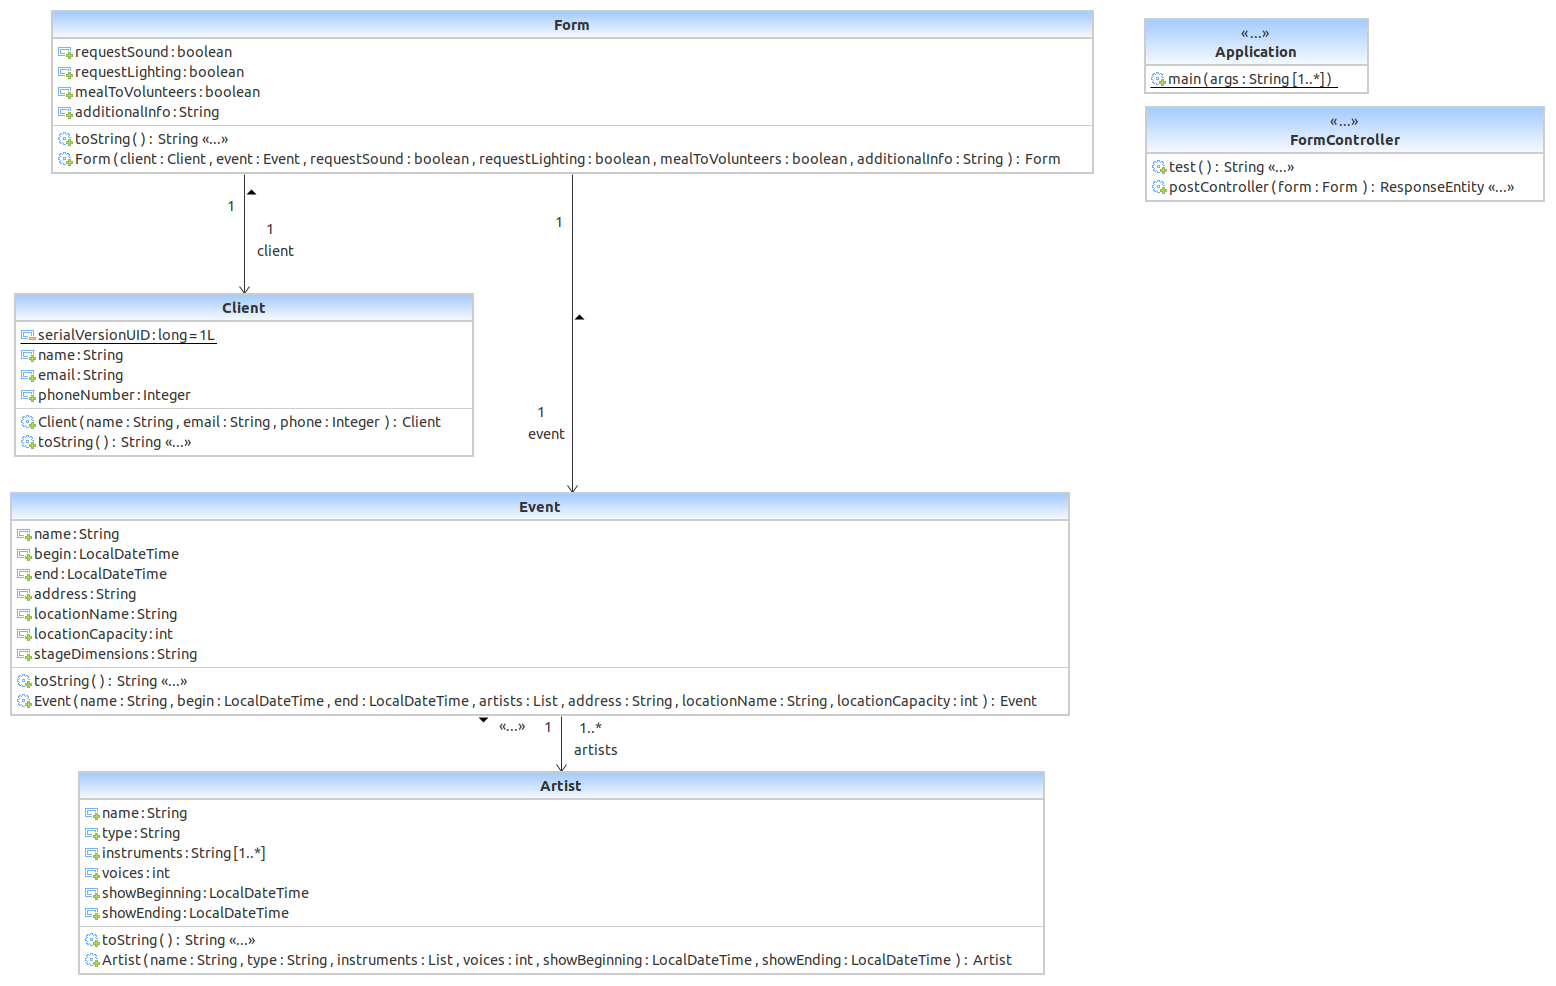 Form
requestSound:boolean
requestLighting:boolean
mealToVolunteers:boolean
additionalInfo:String
toString(): String «...»
Form(client:Client, event:Event, requestSound:boolean, requestLighting:boolean, mealToVolunteers:boolean, additionalInfo:String): Form
«...»
Application
main(args:String[1..*])
«...»
FormController
test(): String «...»
postController(form:Form): ResponseEntity «...»
1
1
client
1
1
event
Client
serialVersionUID:long=1L
name:String
email:String
phoneNumber:Integer
Client(name:String, email:String, phone:Integer): Client
toString(): String «...»
Event
name:String
begin:LocalDateTime
end:LocalDateTime
address:String
locationName:String
locationCapacity:int
stageDimensions:String
toString(): String «...»
Event(name:String, begin:LocalDateTime, end:LocalDateTime, artists:List, address:String, locationName:String, locationCapacity:int): Event
«...» 1 1..*
artists
Artist
name:String
type:String
instruments:String[1..*]
voices:int
showBeginning:LocalDateTime
showEnding:LocalDateTime
toString(): String «...»
Artist(name:String, type:String, instruments:List, voices:int, showBeginning:LocalDateTime, showEnding:LocalDateTime): Artist